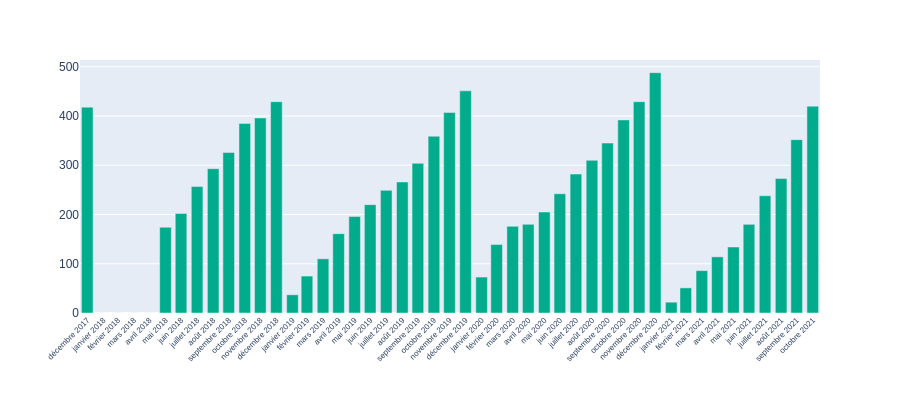 500
400
300
200
100
0
décembre 2017
janvier 2018
février 2018
mars 2018
avril 2018
mai 2018
juin 2018
juillet 2018
août 2018
septembre 2018
octobre 2018
novembre 2018
décembre 2018
janvier 2019
février 2019
mars 2019
avril 2019
mai 2019
juin 2019
juillet 2019
août 2019
septembre 2019
octobre 2019
novembre 2019
décembre 2019
janvier 2020
février 2020
mars 2020
avril 2020
mai 2020
juin 2020
juillet 2020
août 2020
septembre 2020
octobre 2020
novembre 2020
décembre 2020
janvier 2021
février 2021
mars 2021
avril 2021
mai 2021
juin 2021
juillet 2021
août 2021
septembre 2021
octobre 2021